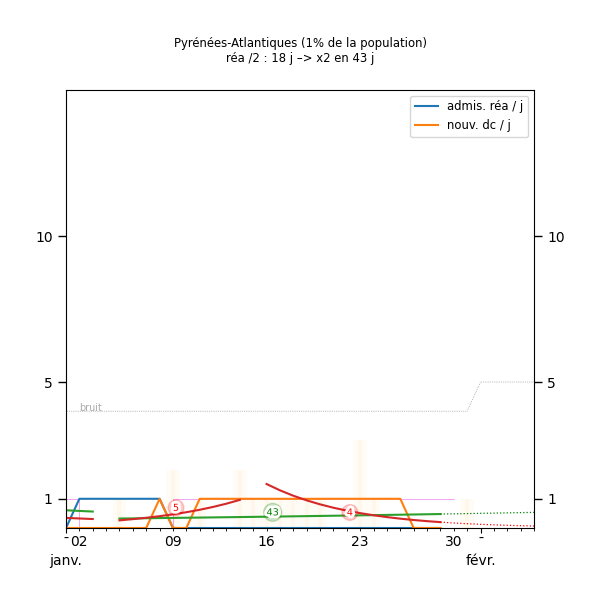 Pyrénées-Atlantiques (1% de la population)
réa /2 : 18 j –> x2 en 43 j
admis. réa / j
nouv. dc / j
10 10
5 5
bruit
1 1
5 43 4
- 02 09 16 23 30 -
janv. févr.